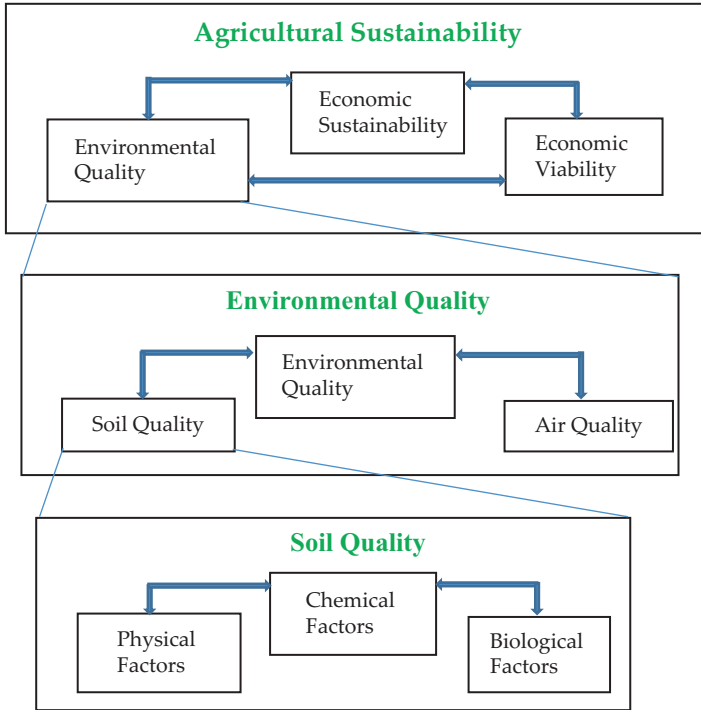 Agricultural Sustainability
Economic
Sustainability
Environmental
Quality
Economic
Viability
Environmental Quality
Environmental
Quality
Soil Quality
Air Quality
Soil Quality
Chemical
Factors
Physical
Factors
Biological
Factors